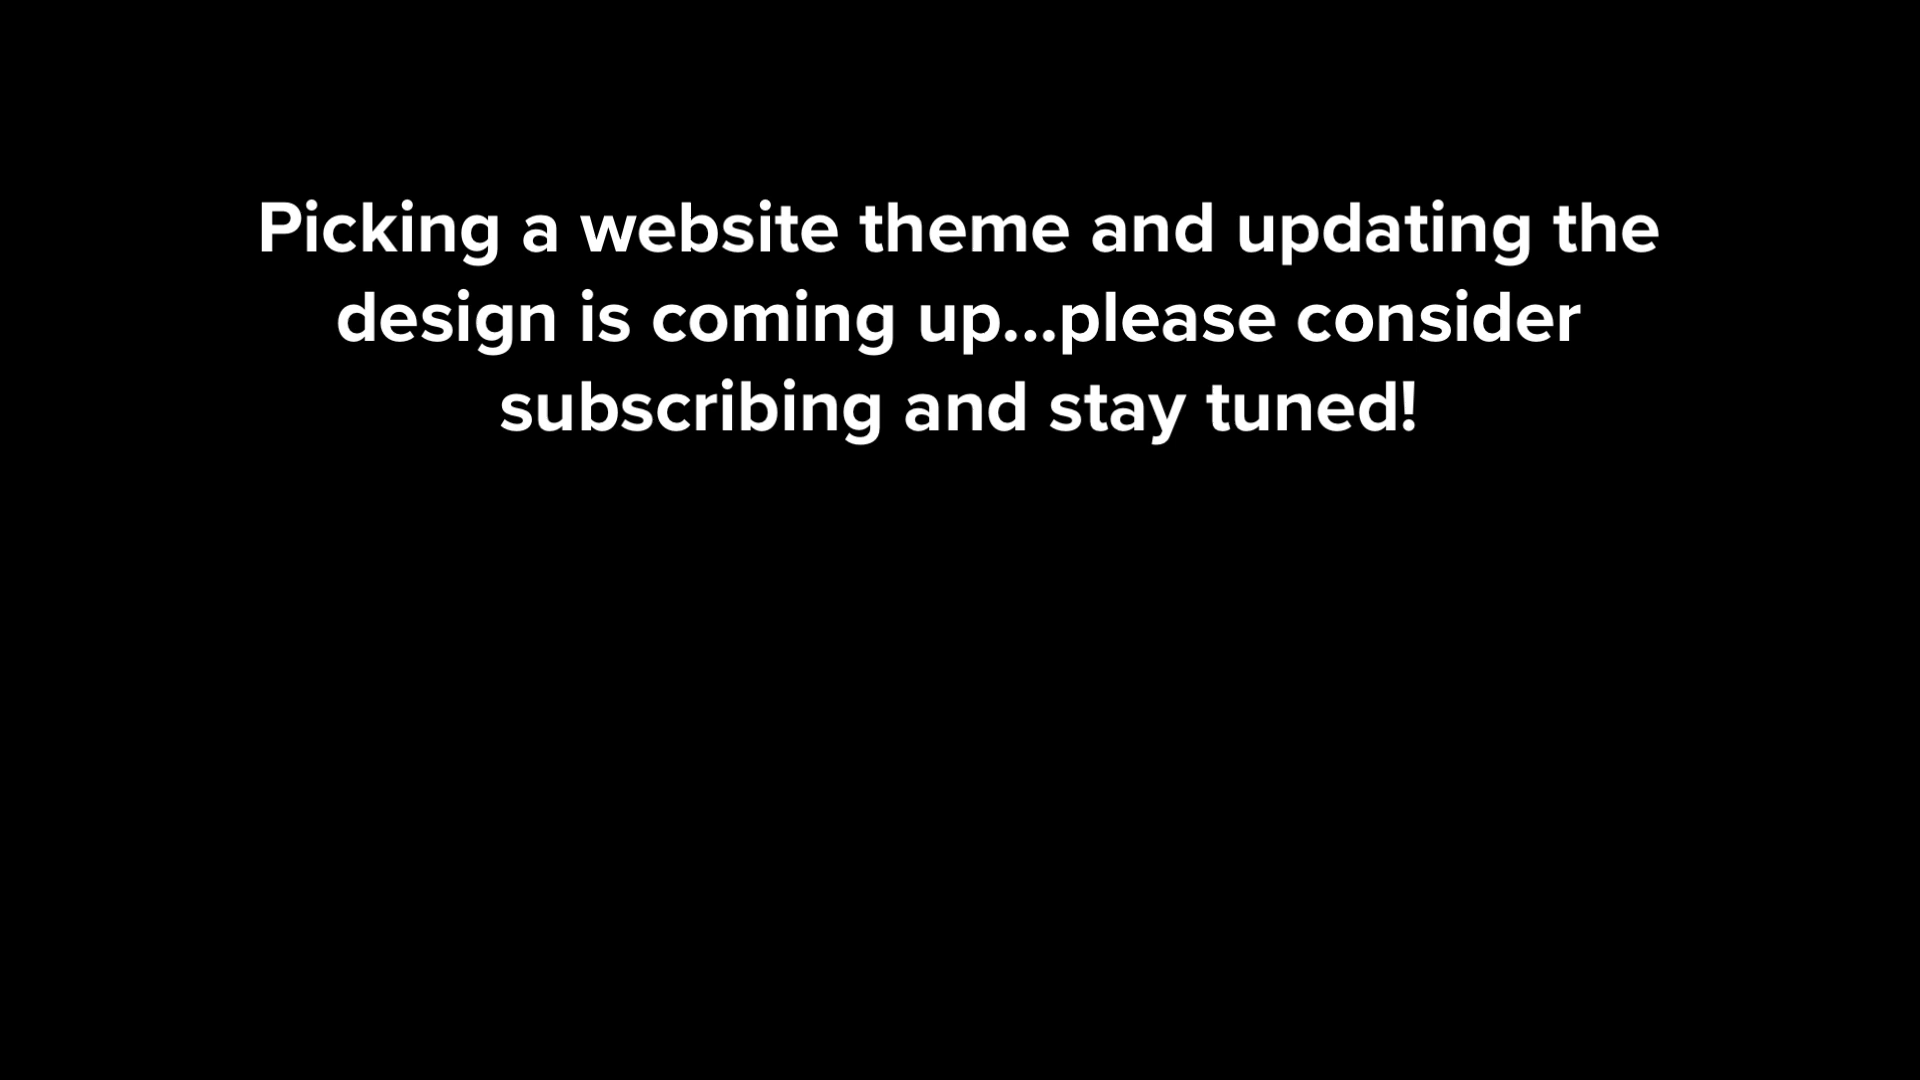 Picking a website theme and updating the
design is coming up...please consider
subscribing and stay tuned!